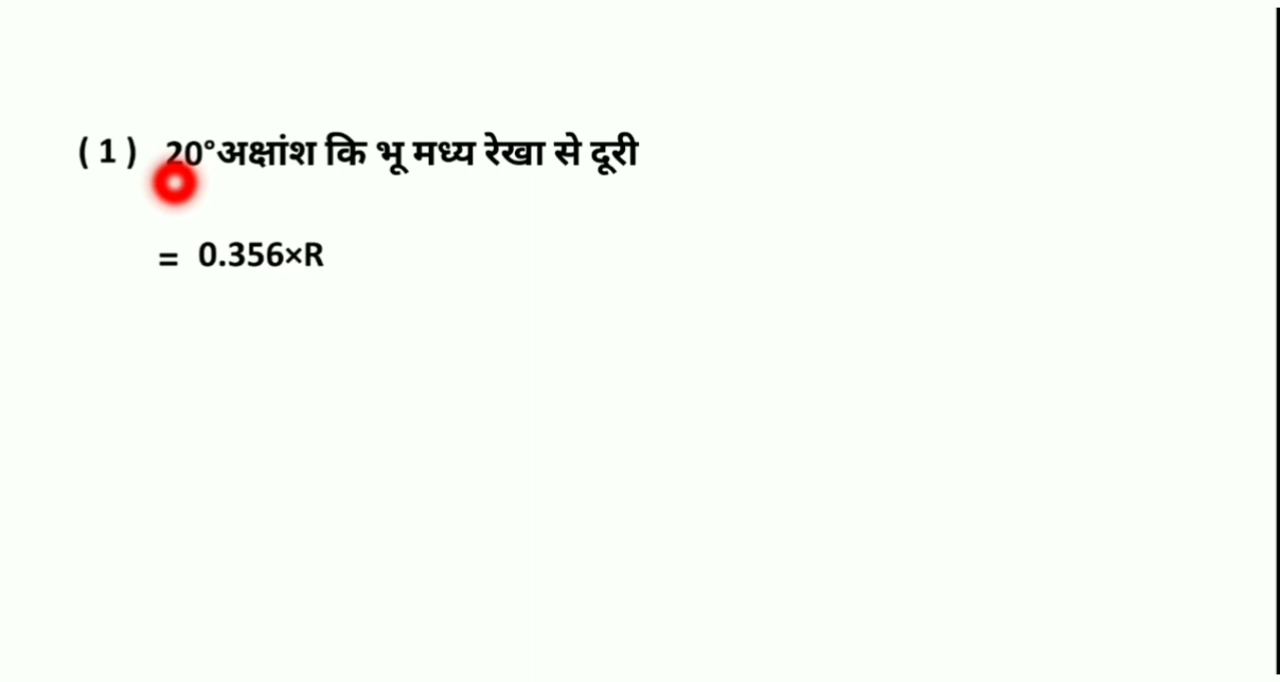 (1) 20°अक्षांश कि भू मध्य रेखा से दूरी
= 0.356×R